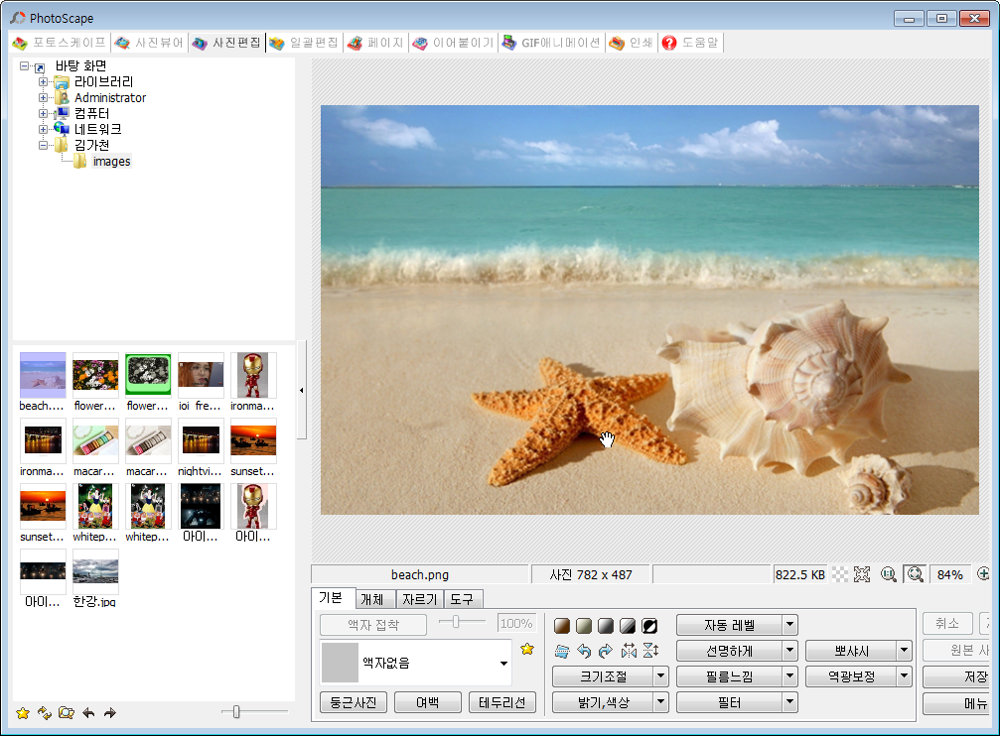 PhotoScape
포토스케이프 사진뷰어 사진편집 일괄편집 페이지 이어붙이기 GIF애니메이션 인쇄 도움말
바탕 화면
라이브러리
Administrator
컴퓨터
네트워크
김가천
images
beach.... flower... flower... ioi_fre... ironma...
ironma... macar... macar... nightvi... sunset...
sunset... whitep... whitep... 아이... 아이...
아이... 한강.jpg
beach.png 사진 782 x 487 822.5 KB 84%
기본 개체 자르기 도구
액자 접착 100% 자동 레벨 취소
액자없음 선명하게 뽀샤시 원본 사
크기조절 필름느낌 역광보정 저장
둥근사진 여백 테두리선 밝기,색상 필터 메뉴